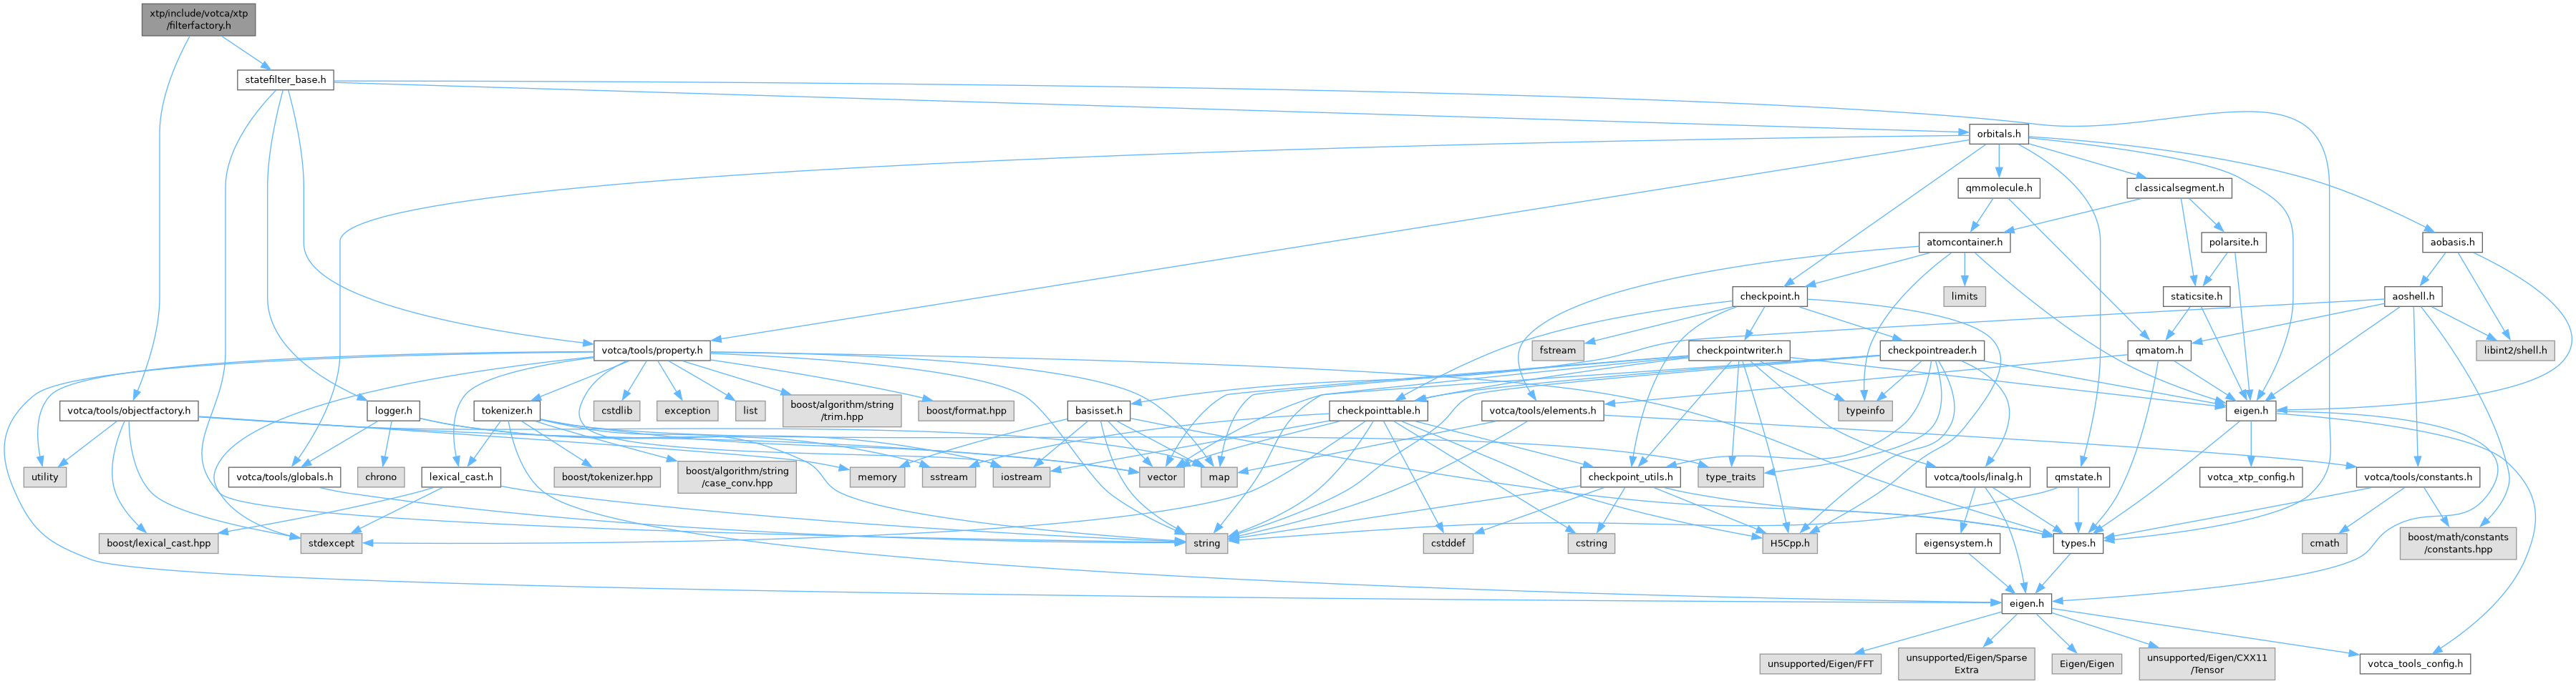 xtp/include/votca/xtp
/filterfactory.h
statefilter_base.h
orbitals.h
qmmolecule.h
classicalsegment.h
atomcontainer.h
polarsite.h
aobasis.h
checkpoint.h
limits
staticsite.h
aoshell.h
votca/tools/property.h
fstream
checkpointwriter.h
checkpointreader.h
qmatom.h
libint2/shell.h
votca/tools/objectfactory.h
logger.h
tokenizer.h
cstdlib
exception
list
boost/algorithm/string
/trim.hpp
boost/format.hpp
basisset.h
checkpointtable.h
votca/tools/elements.h
typeinfo
eigen.h
utility
votca/tools/globals.h
chrono
lexical_cast.h
boost/tokenizer.hpp
boost/algorithm/string
/case_conv.hpp
memory
sstream
iostream
vector
map
checkpoint_utils.h
type_traits
votca/tools/linalg.h
qmstate.h
votca_xtp_config.h
votca/tools/constants.h
boost/lexical_cast.hpp
stdexcept
string
cstddef
cstring
H5Cpp.h
eigensystem.h
types.h
cmath
boost/math/constants
/constants.hpp
eigen.h
unsupported/Eigen/FFT
unsupported/Eigen/Sparse
Extra
Eigen/Eigen
unsupported/Eigen/CXX11
/Tensor
votca_tools_config.h